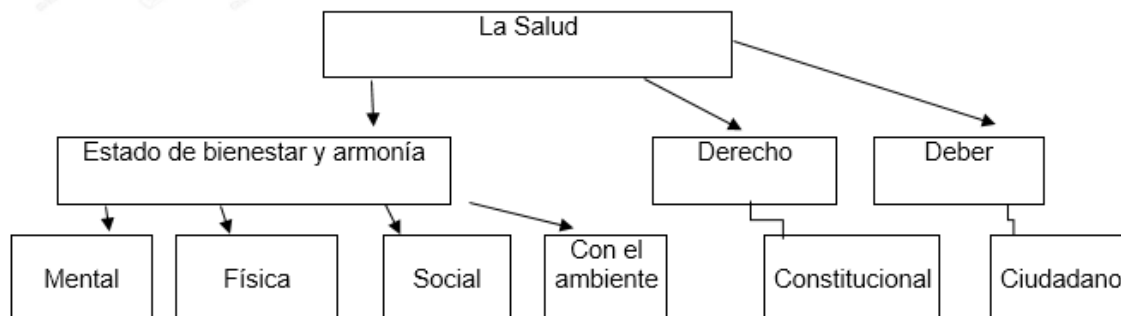 La Salud
Estado de bienestar y armonía
Derecho
Deber
Mental
Física
Social
Con el
ambiente
Constitucional
Ciudadano